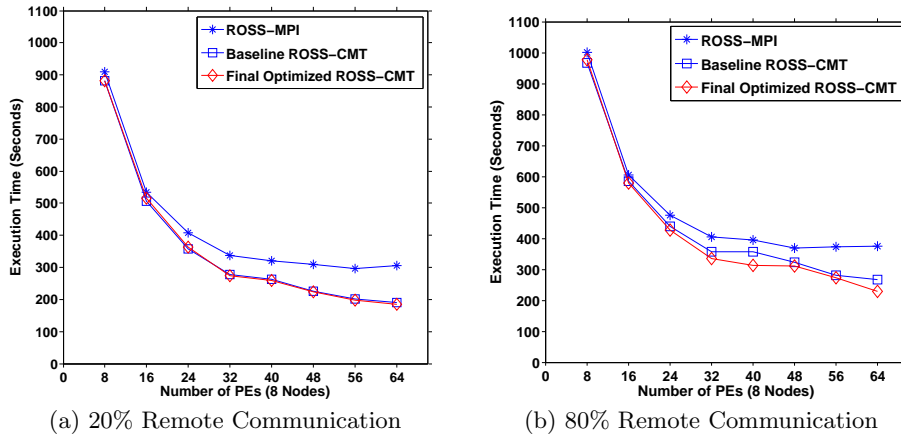 1100
1000
900
800
700
600
500
400
300
200
100
0
Execution Time (Seconds)
ROSS-MPI
Baseline ROSS-CMT
Final Optimized ROSS-CMT
0 8 16 24 32 40 48 56 64
Number of PEs (8 Nodes)
(a) 20% Remote Communication
1100
1000
900
800
700
600
500
400
300
200
100
0
Execution Time (Seconds)
ROSS-MPI
Baseline ROSS-CMT
Final Optimized ROSS-CMT
0 8 16 24 32 40 48 56 64
Number of PEs (8 Nodes)
(b) 80% Remote Communication